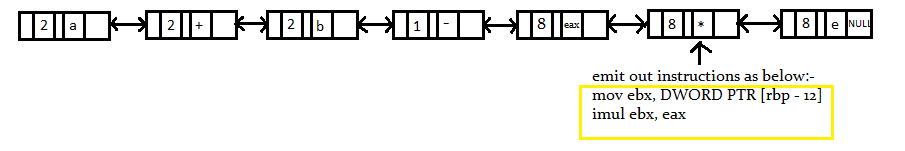 2 a 2 + 2 b 1 - 8 eax 8 * 8 e NULL
emit out instructions as below:-
mov ebx, DWORD PTR [rbp - 12]
imul ebx, eax